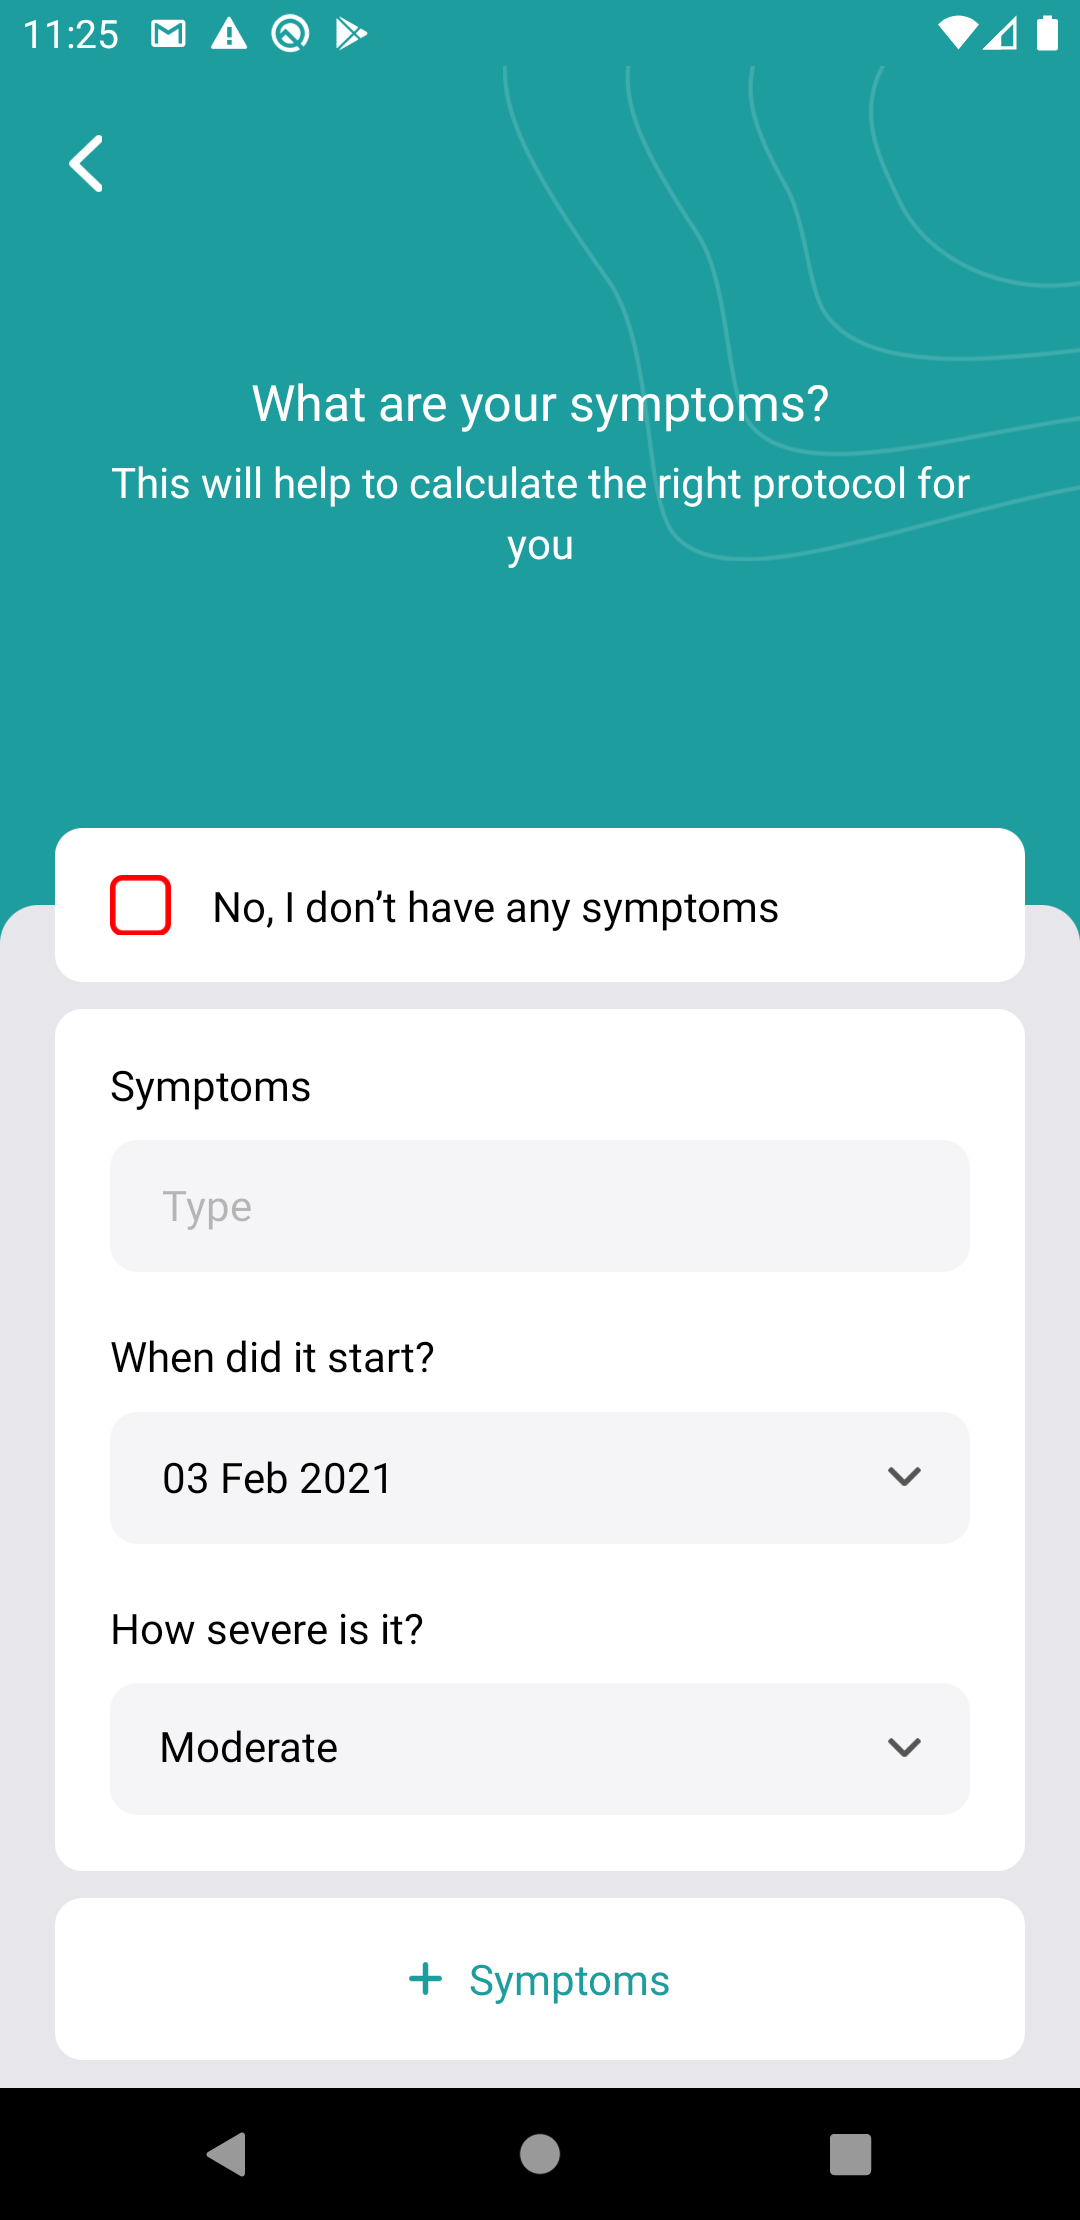 11:25
What are your symptoms?
This will help to calculate the right protocol for
you
No, I don’t have any symptoms
Symptoms
Type
When did it start?
03 Feb 2021
How severe is it?
Moderate
+ Symptoms